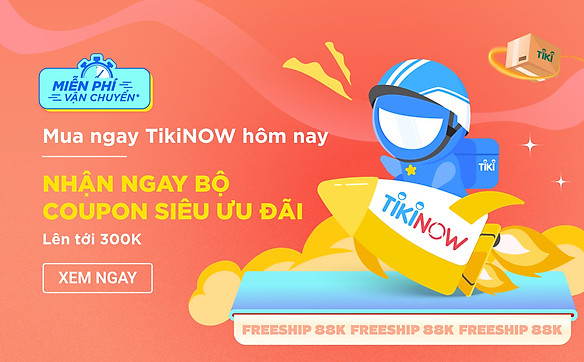 MIỄN PHÍ
VẬN CHUYỂN*
Mua ngay TikiNOW hôm nay
NHẬN NGAY BỘ
COUPON SIÊU ƯU ĐÃI
Lên tới 300K
XEM NGAY
TIKI
TIKI
TIKINOW
FREESHIP 88K FREESHIP 88K FREESHIP 88K